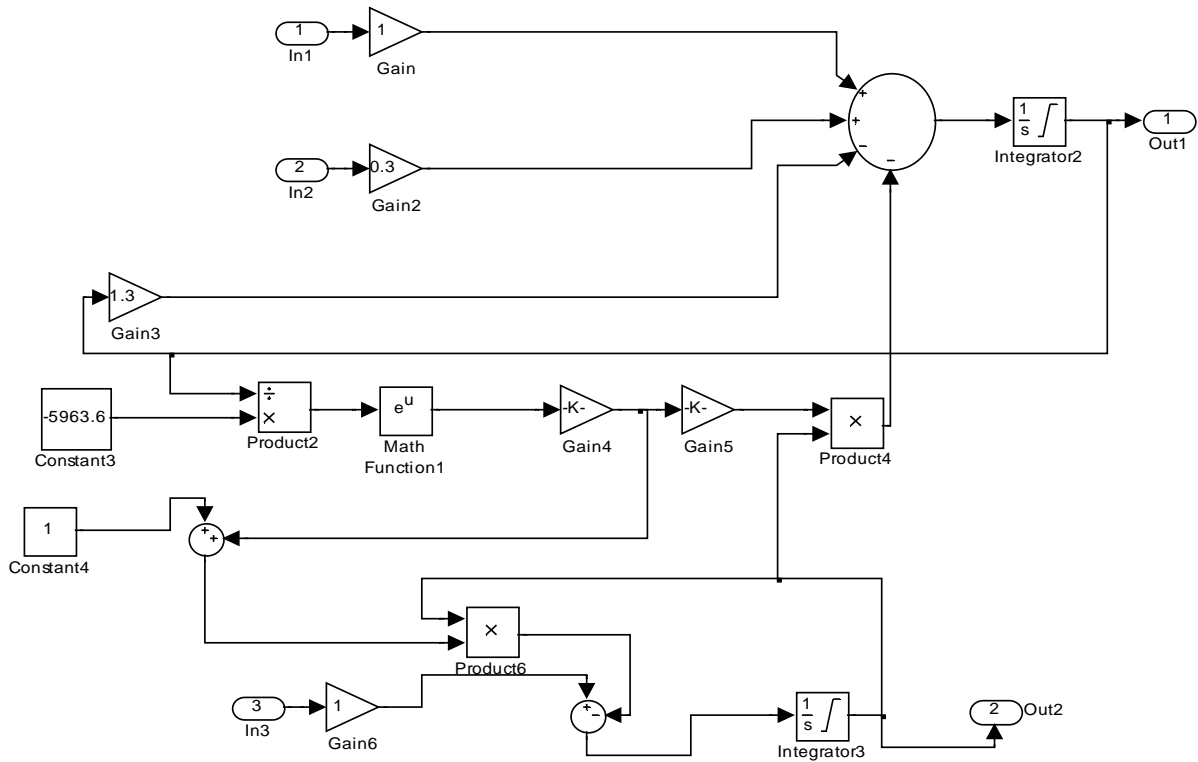 1
In1
1
Gain
+
+
−
−
1
s
Integrator2
1
Out1
2
In2
0.3
Gain2
1.3
Gain3
-5963.6
Constant3
÷
×
Product2
eu
Math
Function1
-K-
Gain4
-K-
Gain5
×
Product4
1
Constant4
+
+
×
Product6
3
In3
1
Gain6
+
−
1
s
Integrator3
2
Out2